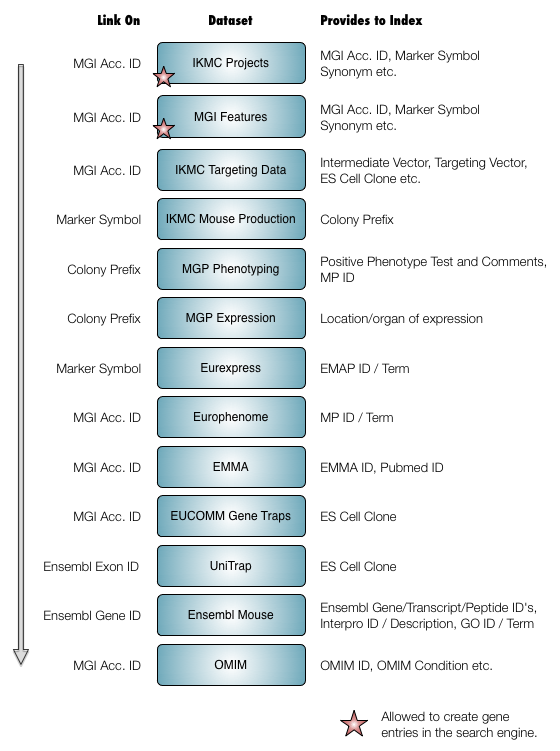 Link On Dataset Provides to Index
MGI Acc. ID IKMC Projects MGI Acc. ID, Marker Symbol
Synonym etc.
MGI Acc. ID MGI Features MGI Acc. ID, Marker Symbol
Synonym etc.
MGI Acc. ID IKMC Targeting Data Intermediate Vector, Targeting Vector,
ES Cell Clone etc.
Marker Symbol IKMC Mouse Production Colony Prefix
Colony Prefix MGP Phenotyping Positive Phenotype Test and Comments,
MP ID
Colony Prefix MGP Expression Location/organ of expression
Marker Symbol Eurexpress EMAP ID / Term
MGI Acc. ID Europhenome MP ID / Term
MGI Acc. ID EMMA EMMA ID, Pubmed ID
MGI Acc. ID EUCOMM Gene Traps ES Cell Clone
Ensembl Exon ID UniTrap ES Cell Clone
Ensembl Gene ID Ensembl Mouse Ensembl Gene/Transcript/Peptide ID's,
Interpro ID / Description, GO ID / Term
MGI Acc. ID OMIM OMIM ID, OMIM Condition etc.
Allowed to create gene
entries in the search engine.